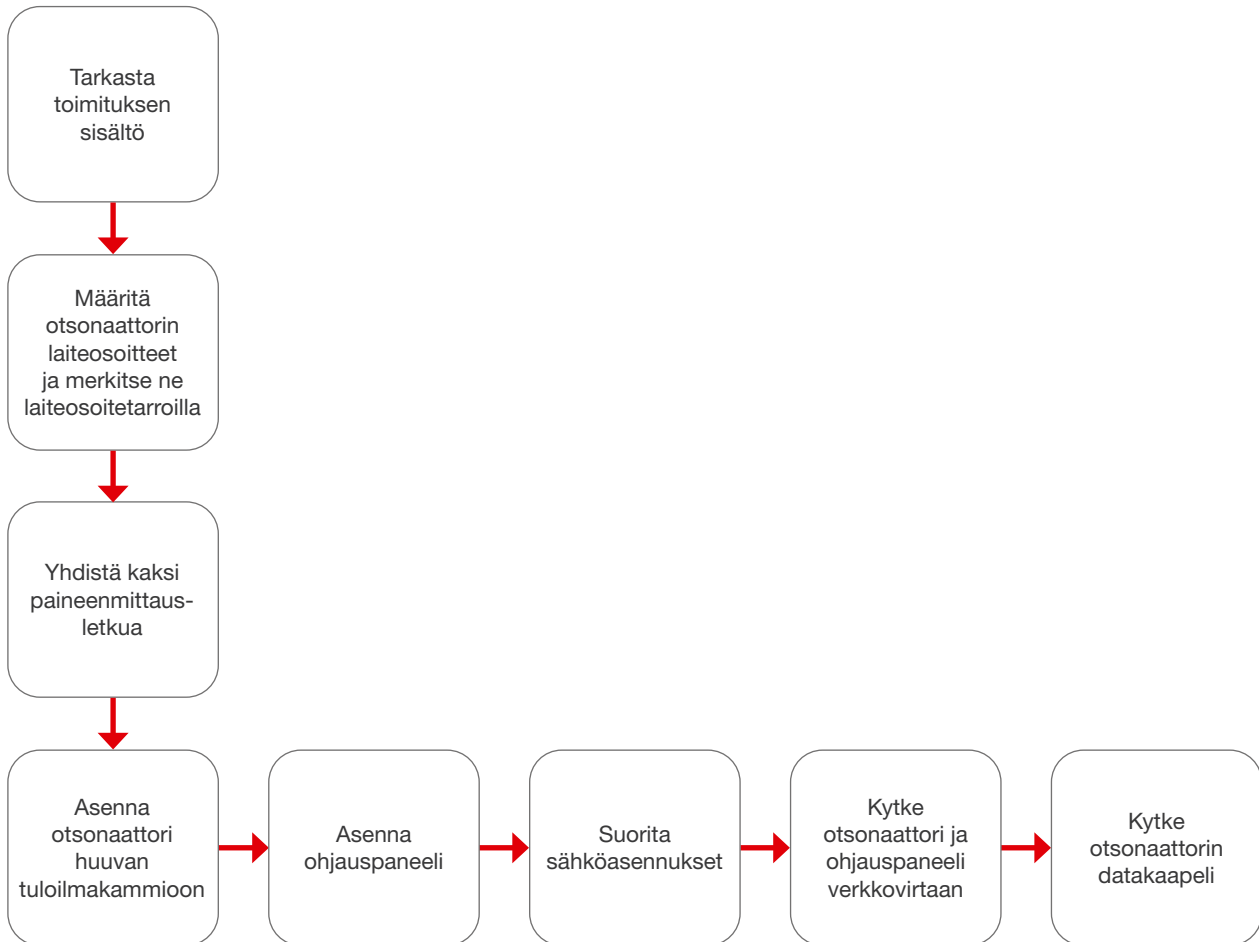 Tarkasta
toimituksen
sisältö
Määritä
otsonaattorin
laiteosoitteet
ja merkitse ne
laiteosoitetarroilla
Yhdistä kaksi
paineenmittaus-
letkua
Asenna
otsonaattori
huuvan
tuloilmakammioon
Asenna
ohjauspaneeli
Suorita
sähköasennukset
Kytke
otsonaattori ja
ohjauspaneeli
verkkovirtaan
Kytke
otsonaattorin
datakaapeli